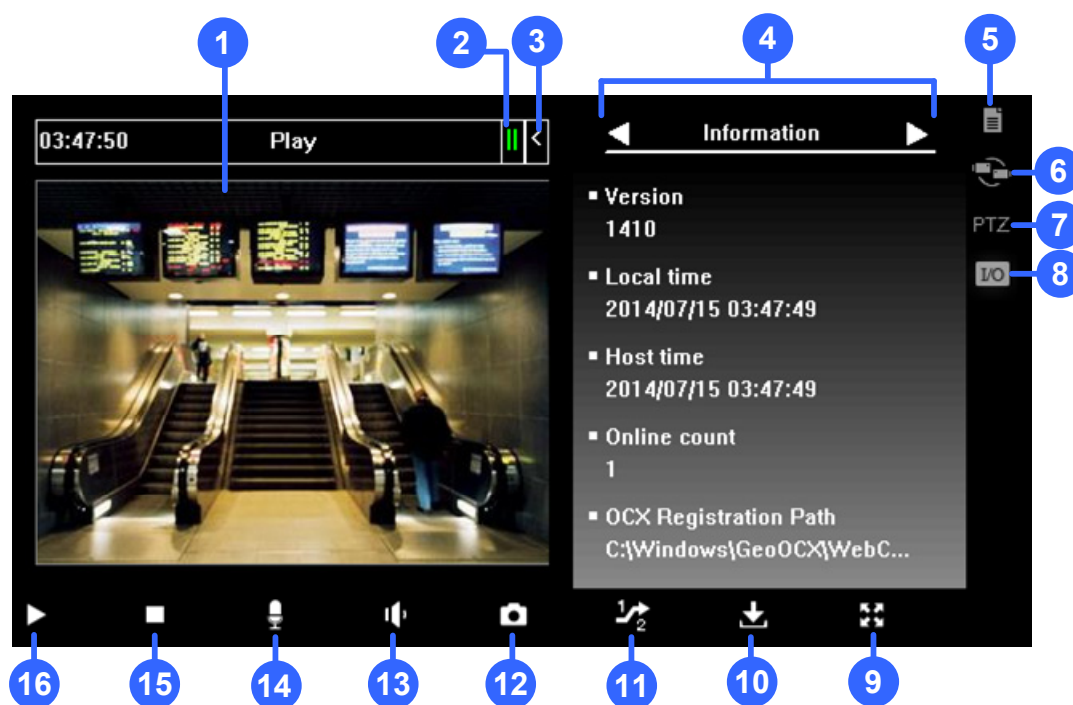 1
2
3
4
5
03:47:50 Play
Information
6
PTZ
7
I/O
8
Version
1410
Local time
2014/07/15 03:47:49
Host time
2014/07/15 03:47:49
Online count
1
OCX Registration Path
C:\Windows\GeoOCX\WebC...
1 2
16
15
14
13
12
11
10
9